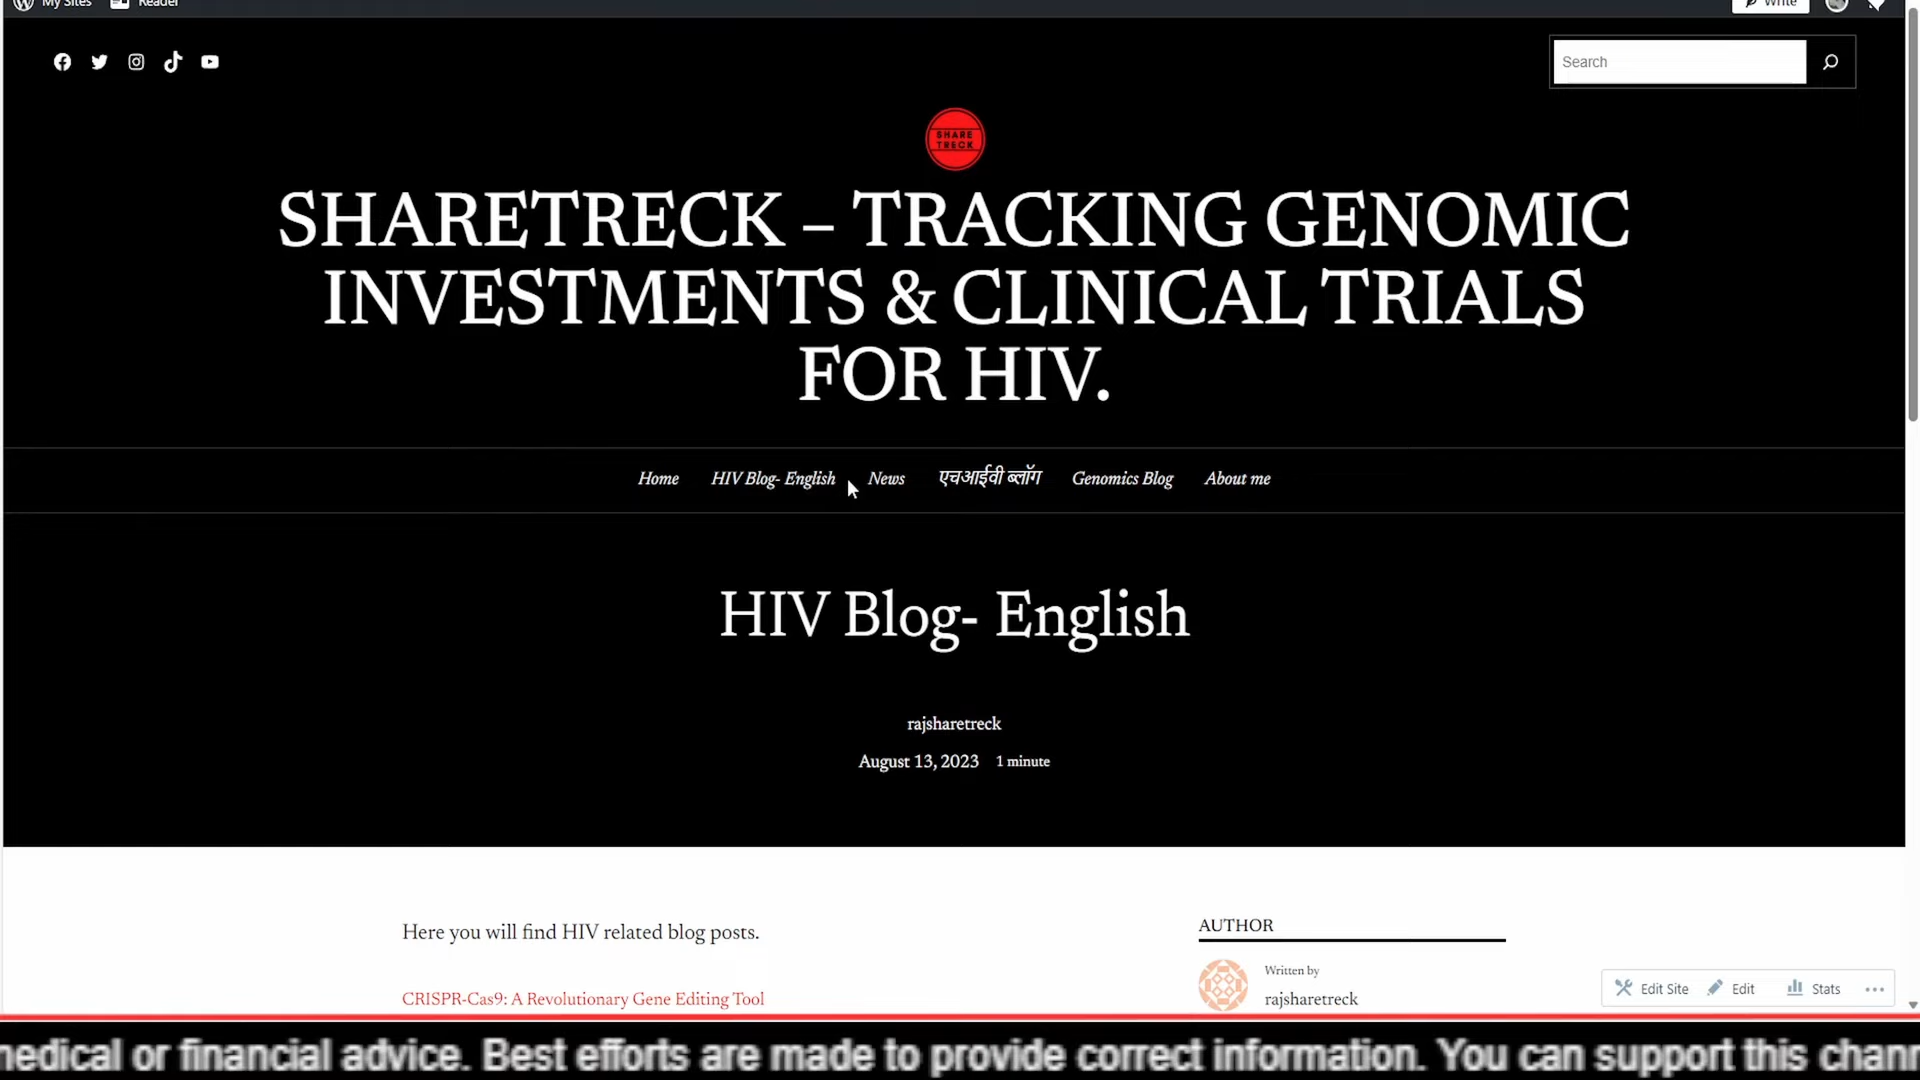 My Sites
Reader
Write
Search
SHARE
TRECK
SHARETRECK – TRACKING GENOMIC
INVESTMENTS & CLINICAL TRIALS
FOR HIV.
Home
HIV Blog- English
News
एचआईवी ब्लॉग
Genomics Blog
About me
HIV Blog- English
rajsharetreck
August 13, 2023
1 minute
Here you will find HIV related blog posts.
CRISPR-Cas9: A Revolutionary Gene Editing Tool
AUTHOR
Written by
rajsharetreck
Edit Site
Edit
Stats
medical or financial advice. Best efforts are made to provide correct information. You can support this chann